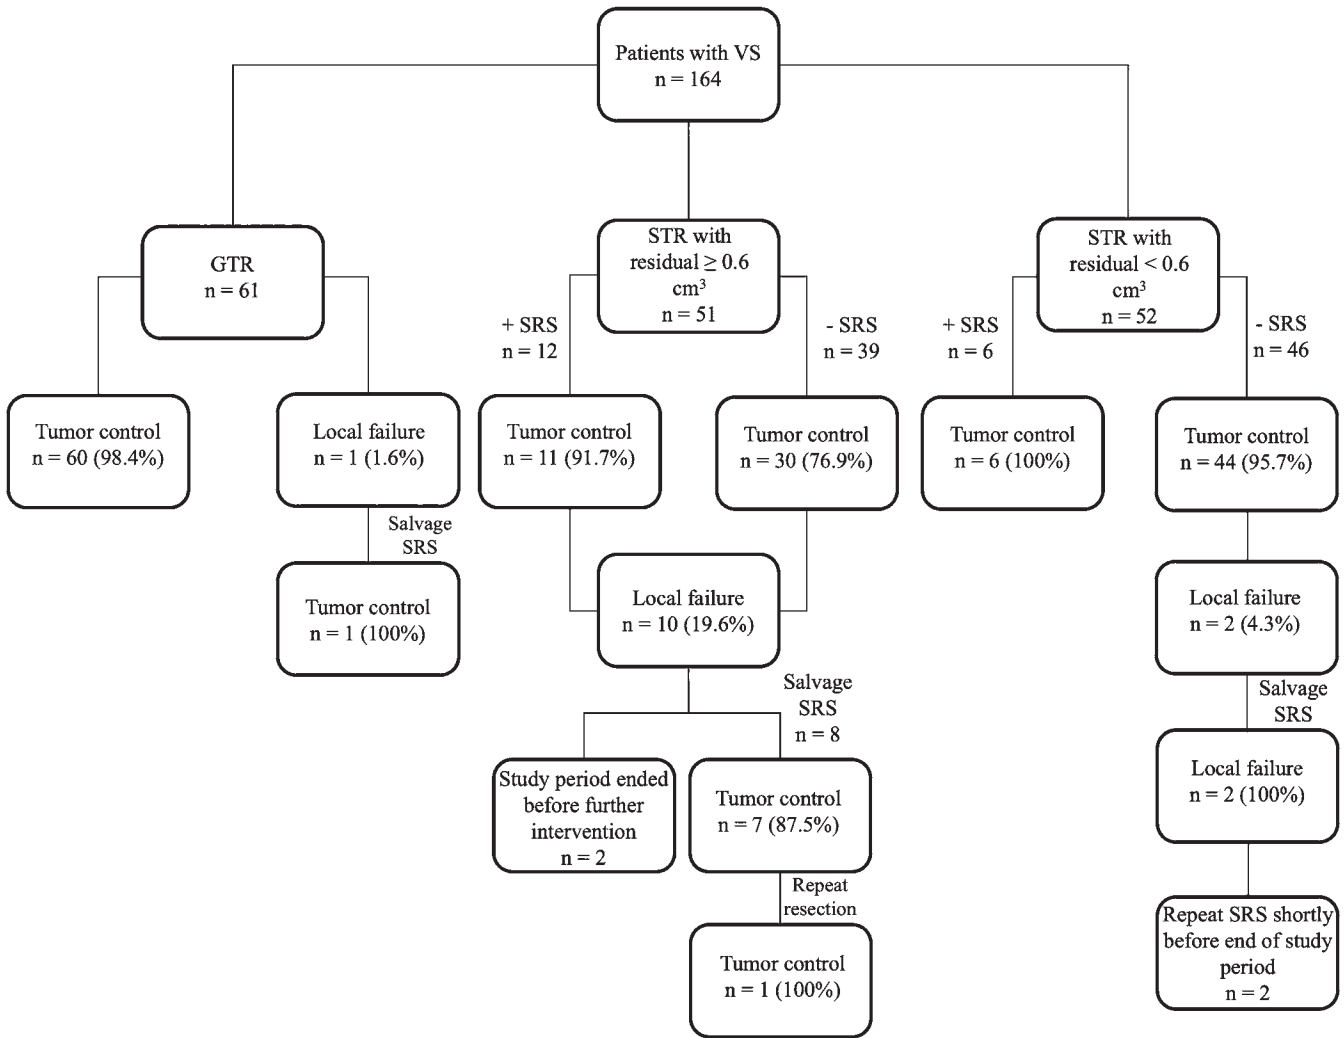 Patients with VS
n = 164
GTR
n = 61
STR with
residual ≥ 0.6
cm³
n = 51
STR with
residual < 0.6
cm³
n = 52
+ SRS
n = 12
- SRS
n = 39
+ SRS
n = 6
- SRS
n = 46
Tumor control
n = 60 (98.4%)
Local failure
n = 1 (1.6%)
Tumor control
n = 11 (91.7%)
Tumor control
n = 30 (76.9%)
Tumor control
n = 6 (100%)
Tumor control
n = 44 (95.7%)
Salvage
SRS
Tumor control
n = 1 (100%)
Local failure
n = 10 (19.6%)
Local failure
n = 2 (4.3%)
Salvage
SRS
n = 8
Salvage
SRS
Study period ended
before further
intervention
n = 2
Tumor control
n = 7 (87.5%)
Local failure
n = 2 (100%)
Repeat
resection
Tumor control
n = 1 (100%)
Repeat SRS shortly
before end of study
period
n = 2